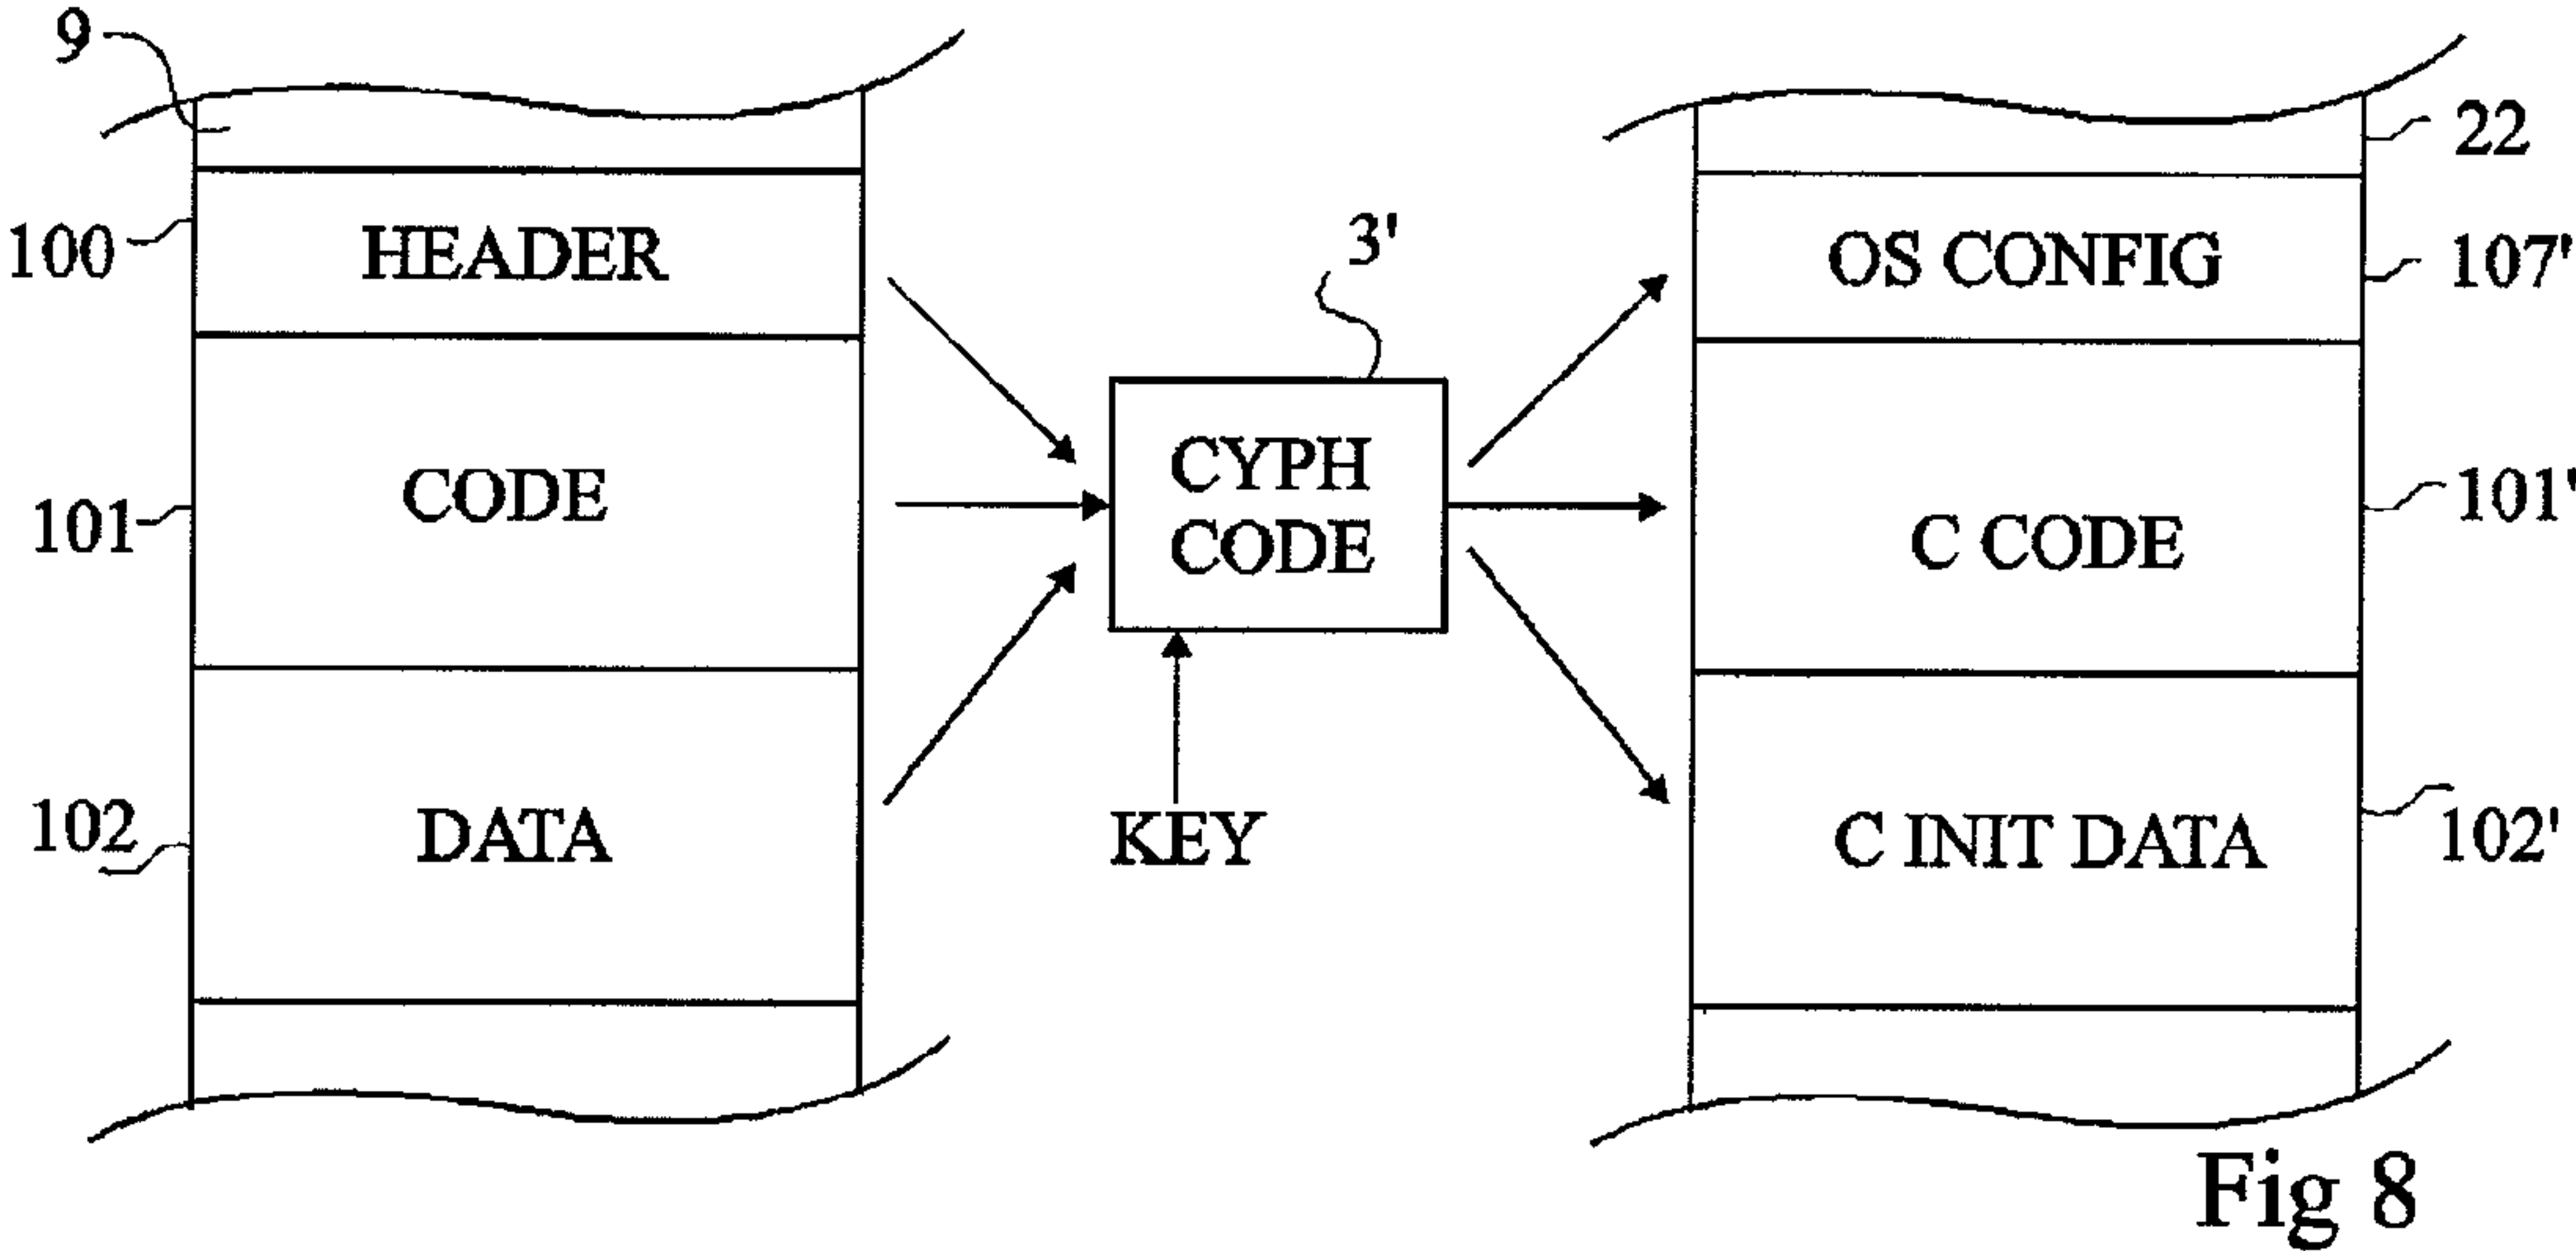 9
100
HEADER
101
CODE
102
DATA
3'
CYPH
CODE
KEY
22
OS CONFIG
107'
C CODE
101'
C INIT DATA
102'
Fig 8